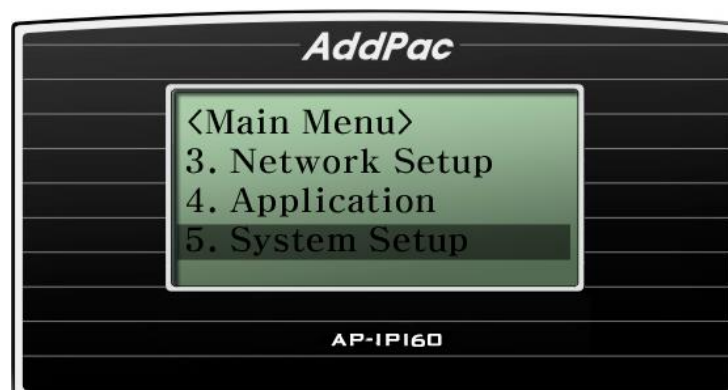 AddPac
<Main Menu>
3. Network Setup
4. Application
5. System Setup
AP-IP160